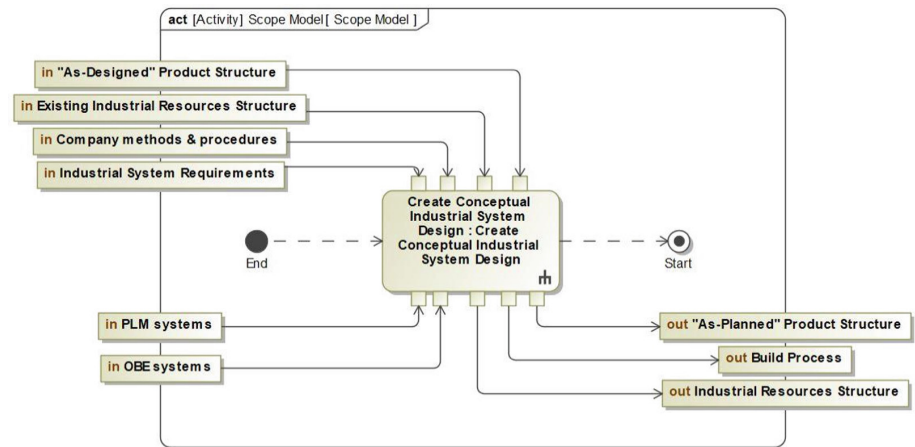 act [Activity] Scope Model[ Scope Model ]
in "As-Designed" Product Structure
in Existing Industrial Resources Structure
in Company methods & procedures
in Industrial System Requirements
Create Conceptual
Industrial System
Design : Create
Conceptual Industrial
System Design
End
Start
in PLM systems
in OBE systems
out "As-Planned" Product Structure
out Build Process
out Industrial Resources Structure